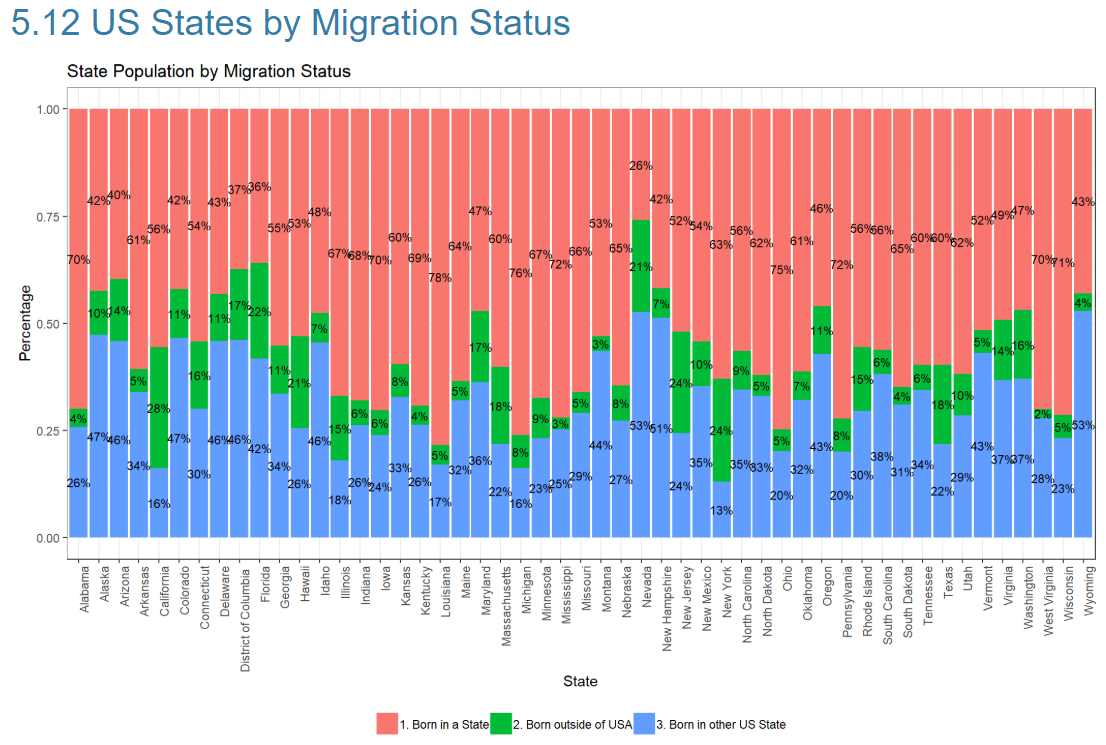 5.12 US States by Migration Status
State Population by Migration Status
Percentage
1.00
0.75
0.50
0.25
0.00
70% 42% 40% 61% 56% 42% 54% 43% 37% 36% 55% 53% 48% 67% 68% 70% 60% 69% 78% 64% 47% 60% 76% 67% 72% 66% 53% 65% 26% 42% 52% 54% 63% 56% 62% 75% 61% 46% 72% 56% 56% 65% 60% 60% 62% 52% 49% 47% 70% 71% 43%
4% 10% 14% 5% 28% 11% 16% 11% 17% 22% 11% 21% 7% 15% 6% 6% 8% 4% 5% 5% 17% 18% 8% 9% 3% 5% 3% 8% 21% 7% 24% 10% 24% 9% 5% 5% 7% 11% 8% 15% 6% 4% 6% 18% 10% 5% 14% 16% 2% 5% 4%
26% 47% 46% 34% 16% 47% 30% 46% 46% 42% 34% 26% 46% 18% 26% 24% 33% 26% 17% 32% 36% 22% 16% 23% 25% 29% 44% 27% 53% 51% 24% 35% 13% 35% 33% 20% 32% 43% 20% 30% 38% 31% 34% 22% 29% 43% 37% 37% 28% 23% 53%
Alabama
Alaska
Arizona
Arkansas
California
Colorado
Connecticut
Delaware
District of Columbia
Florida
Georgia
Hawaii
Idaho
Illinois
Indiana
Iowa
Kansas
Kentucky
Louisiana
Maine
Maryland
Massachusetts
Michigan
Minnesota
Mississippi
Missouri
Montana
Nebraska
Nevada
New Hampshire
New Jersey
New Mexico
New York
North Carolina
North Dakota
Ohio
Oklahoma
Oregon
Pennsylvania
Rhode Island
South Carolina
South Dakota
Tennessee
Texas
Utah
Vermont
Virginia
Washington
West Virginia
Wisconsin
Wyoming
State
1. Born in a State 2. Born outside of USA 3. Born in other US State